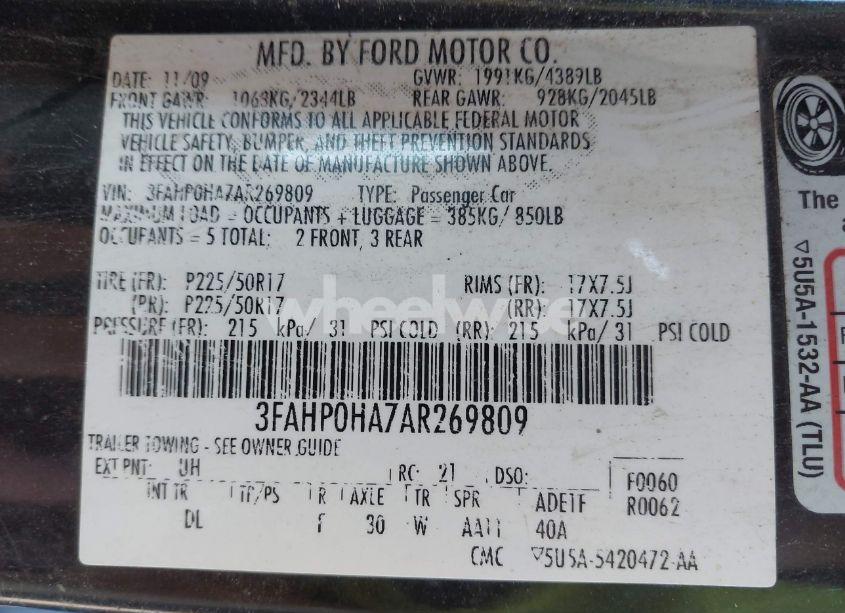 MFD. BY FORD MOTOR CO.
DATE: 11/09 GVWR: 1991KG/4389LB
FRONT GAWR: 1063KG/2344LB REAR GAWR: 928KG/2045LB
THIS VEHICLE CONFORMS TO ALL APPLICABLE FEDERAL MOTOR
VEHICLE SAFETY, BUMPER, AND THEFT PREVENTION STANDARDS
IN EFFECT ON THE DATE OF MANUFACTURE SHOWN ABOVE.
VIN: 3FAHP0HA7AR269809 TYPE: Passenger Car
MAXIMUM LOAD = OCCUPANTS + LUGGAGE = 385KG/ 850LB
OCCUPANTS = 5 TOTAL: 2 FRONT, 3 REAR
TIRE (FR): P225/50R17 RIMS (FR): 17X7.5J
(RR): P225/50R17 (RR): 17X7.5J
PRESSURE (FR): 215 kPa/ 31 PSI COLD (RR): 215 kPa/ 31 PSI COLD
3FAHP0HA7AR269809
TRAILER TOWING - SEE OWNER GUIDE
EXT PNT: UH RC: 21 DSO: F0060
INT TR TP/PS R AXLE TR SPR ADE1F R0062
DL F 30 W AA11 40A
CMC ▽5U5A-5420472-AA
The
▽5U5A-1532-AA (TLU)
wheelwise